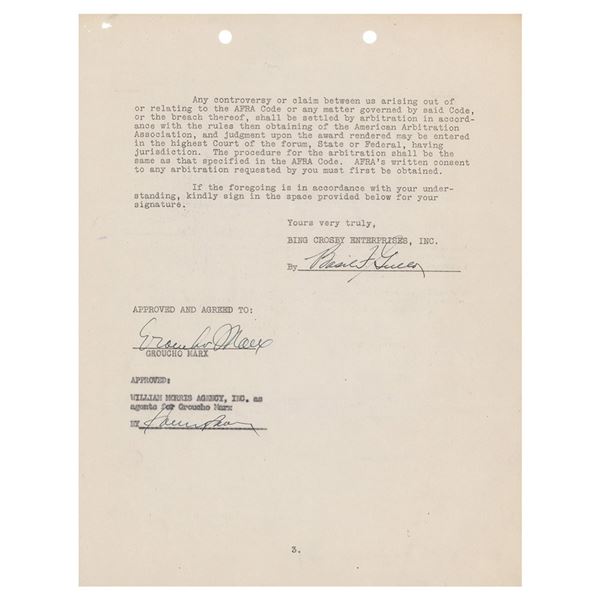 Any controversy or claim between us arising out of
or relating to the AFRA Code or any matter governed by said Code,
or the breach thereof, shall be settled by arbitration in accord-
ance with the rules then obtaining of the American Arbitration
Association, and judgment upon the award rendered may be entered
in the highest Court of the forum, State or Federal, having
jurisdiction. The procedure for the arbitration shall be the
same as that specified in the AFRA Code. AFRA's written consent
to any arbitration requested by you must first be obtained.
If the foregoing is in accordance with your under-
standing, kindly sign in the space provided below for your
signature.
Yours very truly,
BING CROSBY ENTERPRISES, INC.
By Basil F
APPROVED AND AGREED TO:
Groucho Marx
GROUCHO MARX
APPROVED:
WILLIAM MORRIS AGENCY, INC. as
agents for Groucho Marx
BY
3.